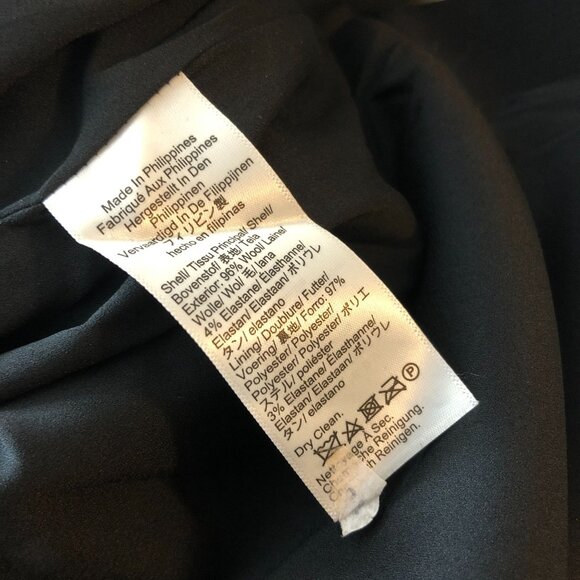 Made In Philippines
Fabriqué Aux Philippines
Hergestellt In Den
Philippinen
Vervaardigd In De Filippijnen
フィリピン製
hecho en filipinas
Shell/ Tissu Principal/ Shell/
Bovenstof/ 表地/ Tela
Exterior: 96% Wool/ Laine/
Wolle/ Wol/ 毛/ lana
4% Elastane/ Elasthanne/
Elastan/ Elastaan/ ポリウレ
タン/ elastano
Lining/ Doublure/ Futter/
Voering/ 裏地/ Forro: 97%
Polyester/ Polyester/
Polyester/ Polyester/ ポリエ
ステル/ poliéster
3% Elastane/ Elasthanne/
Elastan/ Elastaan/ ポリウレ
タン/ elastano
Dry Clean.
P
A Sec.
Reinigung.
Reinigen.